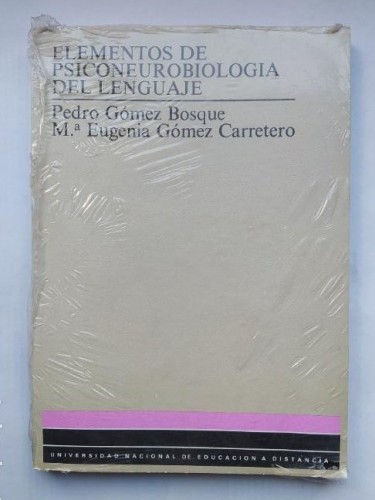 ELEMENTOS DE
PSICONEUROBIOLOGIA
DEL LENGUAJE
Pedro Gómez Bosque
M.ª Eugenia Gómez Carretero
UNIVERSIDAD NACIONAL DE EDUCACION A DISTANCIA